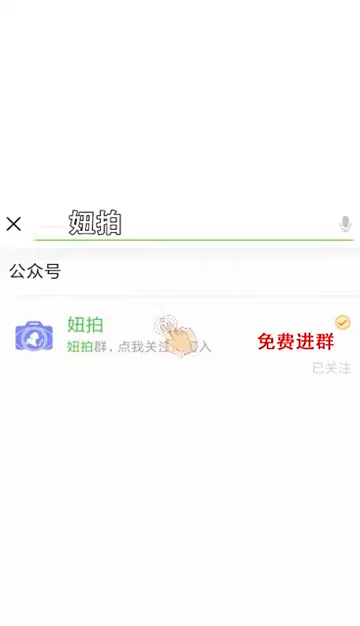 妞拍
公众号
妞拍
妞拍群，点我关注 入
免费进群
已关注